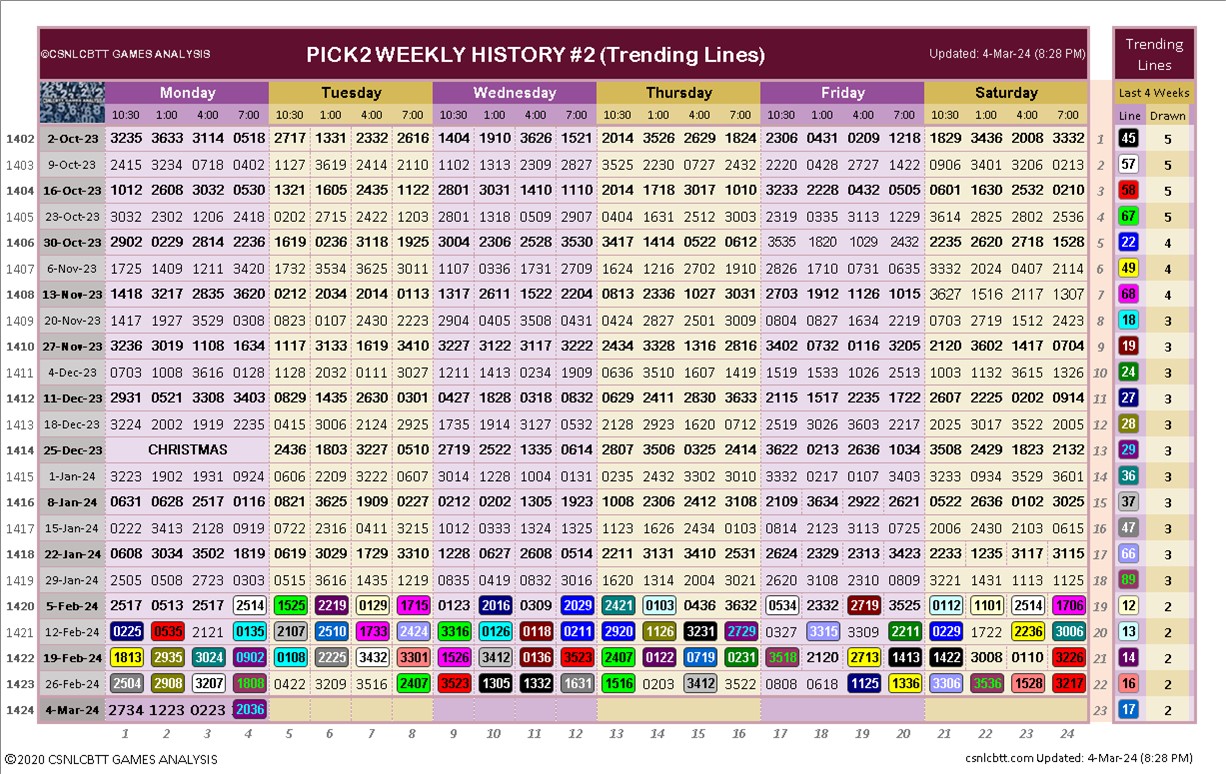 ©CSNLCBTT GAMES ANALYSIS PICK2 WEEKLY HISTORY #2 (Trending Lines) Updated: 4-Mar-24 (8:28 PM) Trending Lines
Monday Tuesday Wednesday Thursday Friday Saturday Last 4 Weeks
10:30 1:00 4:00 7:00 10:30 1:00 4:00 7:00 10:30 1:00 4:00 7:00 10:30 1:00 4:00 7:00 10:30 1:00 4:00 7:00 10:30 1:00 4:00 7:00 Line Drawn
1402 2-Oct-23 3235 3633 3114 0518 2717 1331 2332 2616 1404 1910 3626 1521 2014 3526 2629 1824 2306 0431 0209 1218 1829 3436 2008 3332 1 45 5
1403 9-Oct-23 2415 3234 0718 0402 1127 3619 2414 2110 1102 1313 2309 2827 3525 2230 0727 2432 2220 0428 2727 1422 0906 3401 3206 0213 2 57 5
1404 16-Oct-23 1012 2608 3032 0530 1321 1605 2435 1122 2801 3031 1410 1110 2014 1718 3017 1010 3233 2228 0432 0505 0601 1630 2532 0210 3 58 5
1405 23-Oct-23 3032 2302 1206 2418 0202 2715 2422 1203 2801 1318 0509 2907 0404 1631 2512 3003 2319 0335 3113 1229 3614 2825 2802 2536 4 67 5
1406 30-Oct-23 2902 0229 2814 2236 1619 0236 3118 1925 3004 2306 2528 3530 3417 1414 0522 0612 3535 1820 1029 2432 2235 2620 2718 1528 5 22 4
1407 6-Nov-23 1725 1409 1211 3420 1732 3534 3625 3011 1107 0336 1731 2709 1624 1216 2702 1910 2826 1710 0731 0635 3332 2024 0407 2114 6 49 4
1408 13-Nov-23 1418 3217 2835 3620 0212 2034 2014 0118 1317 2611 1522 2204 0813 2336 1027 3031 2703 1912 1126 1015 3627 1516 2117 1307 7 68 4
1409 20-Nov-23 1417 1927 3529 0308 0823 0107 2430 2223 2904 0405 3508 0431 0424 2827 2501 3009 0804 0827 1634 2219 0703 2719 1512 2423 8 18 3
1410 27-Nov-23 3236 3019 1108 1634 1117 3133 1619 3410 3227 3122 3117 3222 2434 3328 1316 2816 3402 0732 0116 3205 2120 3602 1417 0704 9 19 3
1411 4-Dec-23 0703 1008 3616 0128 1128 2032 0111 3027 1211 1413 0234 1909 0636 3510 1607 1419 1519 1533 1026 2513 1003 1132 3415 1326 10 24 3
1412 11-Dec-23 2931 0521 3308 3403 0829 1435 2630 0301 0427 1828 0318 0832 0629 2411 2830 3633 2115 1517 2235 1722 2607 2225 0202 0914 11 27 3
1413 18-Dec-23 3224 2002 1919 2235 0415 3006 2124 2923 1735 1914 3127 0532 2128 2923 1620 0712 2519 3026 3603 2217 2025 3017 3522 2005 12 28 3
1414 25-Dec-23 CHRISTMAS 2436 1803 3227 0510 2719 2522 1335 0614 2807 3506 0325 2414 3622 0213 2636 1034 3508 2429 1823 2132 13 29 3
1415 1-Jan-24 3223 1902 1931 0924 0606 2209 3222 0607 3014 1228 1004 0131 0235 2432 3302 3010 3332 0217 0107 3403 3233 0934 3529 3601 14 36 3
1416 8-Jan-24 0631 0628 2517 0116 0821 3625 1909 0227 0212 0202 1305 1923 1008 2306 2412 3108 2109 3634 2922 2621 0522 2636 0102 3025 15 37 3
1417 15-Jan-24 0222 3413 2128 0919 0722 2316 0411 3215 1012 0333 1324 1325 1123 1626 2434 0103 0814 2123 3113 0725 2006 2430 2103 0615 16 47 3
1418 22-Jan-24 0608 3034 3502 1819 0619 3029 1729 3310 1228 0627 2608 0514 2211 3131 3410 2531 2624 2329 2313 3423 2233 1235 3117 3115 17 66 3
1419 29-Jan-24 2505 0508 2723 0303 0515 3616 1435 1219 0835 0419 0832 3016 1620 1314 2004 3021 2620 3108 2310 0809 3221 1431 1113 1125 18 89 3
1420 5-Feb-24 2517 0513 2517 2514 1525 2219 0129 1715 0123 2016 0309 2029 2421 0103 0436 3632 0534 2332 2719 3525 0112 1101 2514 1706 19 12 2
1421 12-Feb-24 0225 0535 2121 0135 2107 2510 1733 2424 3316 0126 0118 0211 2920 1126 3231 2729 0327 3315 3309 2211 0229 1722 2236 3006 20 13 2
1422 19-Feb-24 1813 2935 3024 0902 0108 2225 3432 3301 1526 3412 0136 3523 2407 0122 0719 0231 3518 2120 2713 1413 1422 3008 0110 3226 21 14 2
1423 26-Feb-24 2504 2908 3207 1808 0422 3209 3516 2407 3523 1305 1332 1631 1516 0203 3412 3522 0808 0618 1125 1336 3306 3536 1528 3217 22 16 2
1424 4-Mar-24 2734 1223 0223 2036 23 17 2
1 2 3 4 5 6 7 8 9 10 11 12 13 14 15 16 17 18 19 20 21 22 23 24
©2020 CSNLCBTT GAMES ANALYSIS csnlcbtt.com Updated: 4-Mar-24 (8:28 PM)